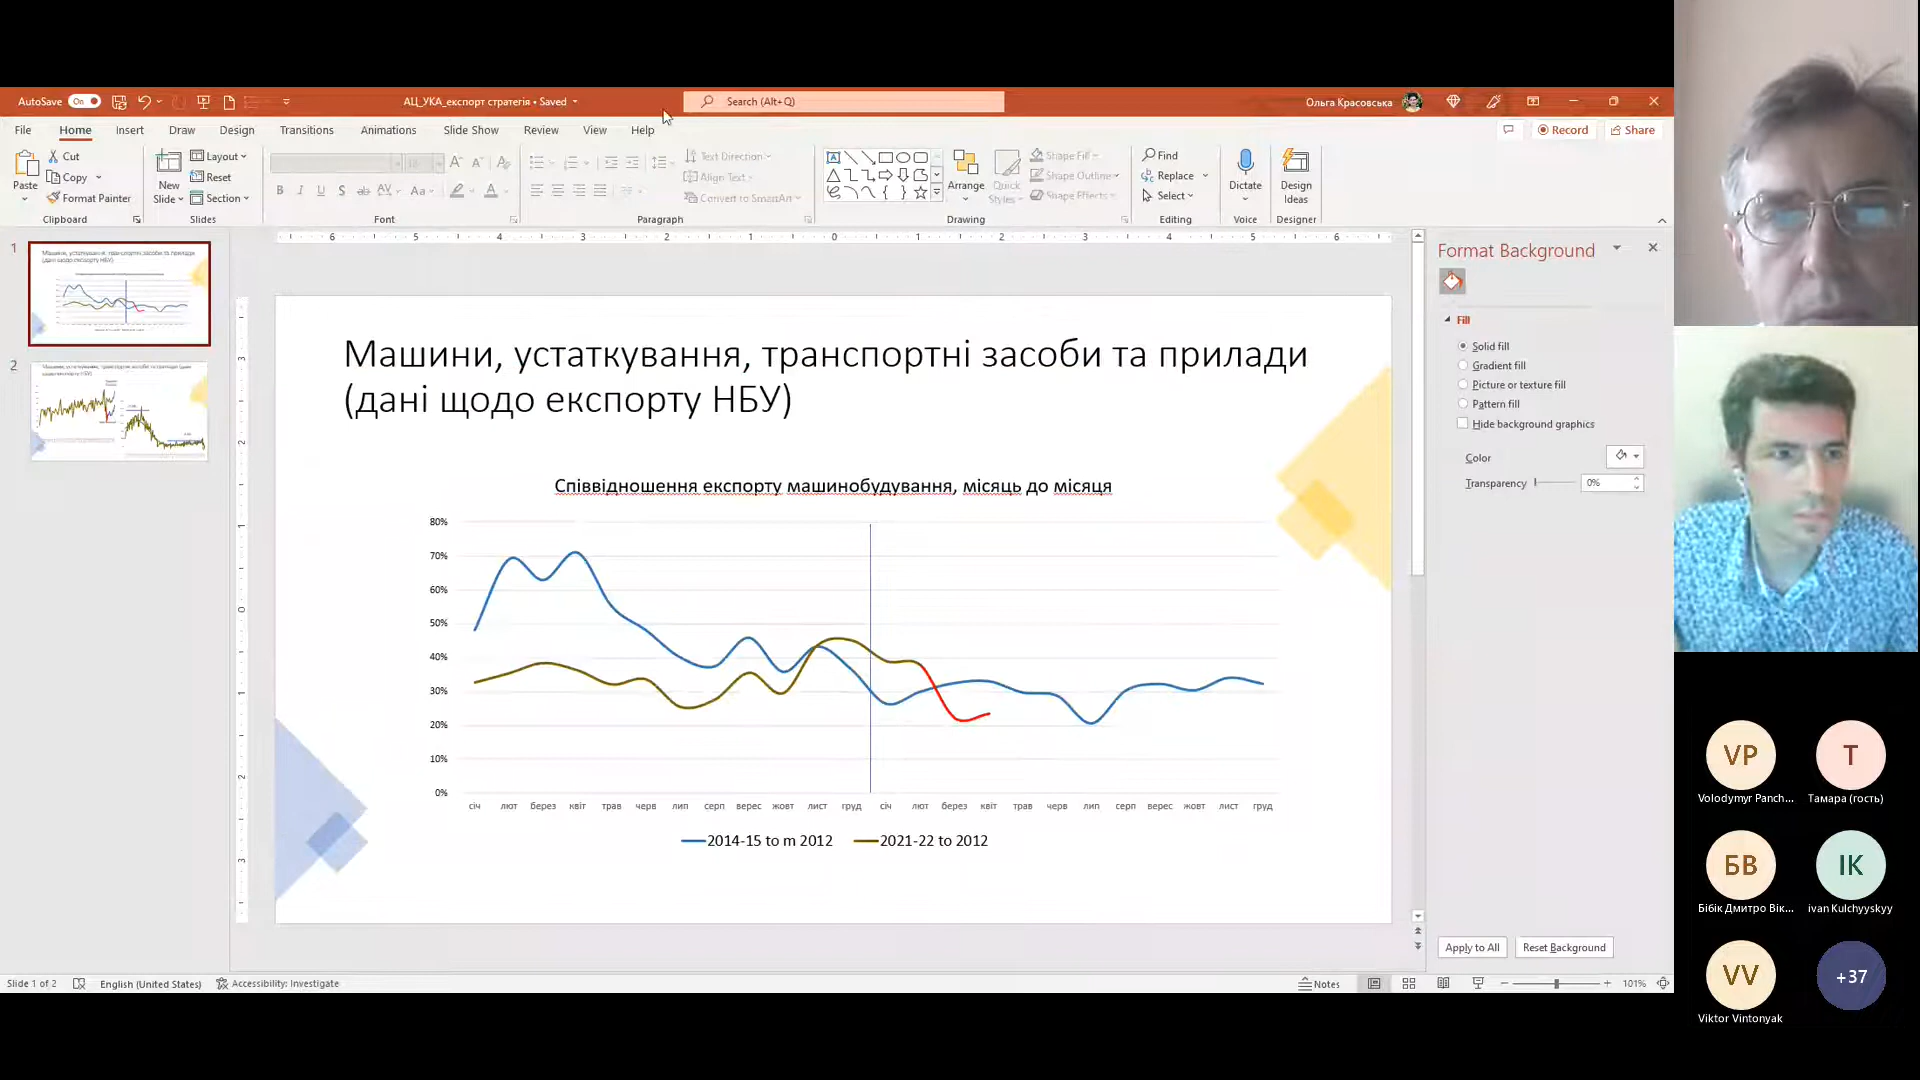 AutoSave On
АЦ_УКА_експорт стратегія • Saved
Search (Alt+Q)
Ольга Красовська
File Home Insert Draw Design Transitions Animations Slide Show Review View Help
Record Share
Paste
Cut
Copy
Format Painter
Clipboard
New Slide
Layout
Reset
Section
Slides
Font
Text Direction
Align Text
Convert to SmartArt
Paragraph
Arrange
Quick Styles
Shape Fill
Shape Outline
Shape Effects
Drawing
Find
Replace
Select
Editing
Dictate
Voice
Design Ideas
Designer
1
2
Машини, устаткування, транспортні засоби та прилади
(дані щодо експорту НБУ)
Співвідношення експорту машинобудування, місяць до місяця
80%
70%
60%
50%
40%
30%
20%
10%
0%
січ лют берез квіт трав черв лип серп верес жовт лист груд січ лют берез квіт трав черв лип серп верес жовт лист груд
2014-15 to m 2012 2021-22 to 2012
Format Background
Fill
Solid fill
Gradient fill
Picture or texture fill
Pattern fill
Hide background graphics
Color
Transparency 0%
Apply to All Reset Background
Slide 1 of 2 English (United States) Accessibility: Investigate
Notes 101%
VP
Volodymyr Panch...
T
Тамара (гость)
БВ
Бібік Дмитро Вік...
IK
ivan Kulchyyskyy
VV
Viktor Vintonyak
+37